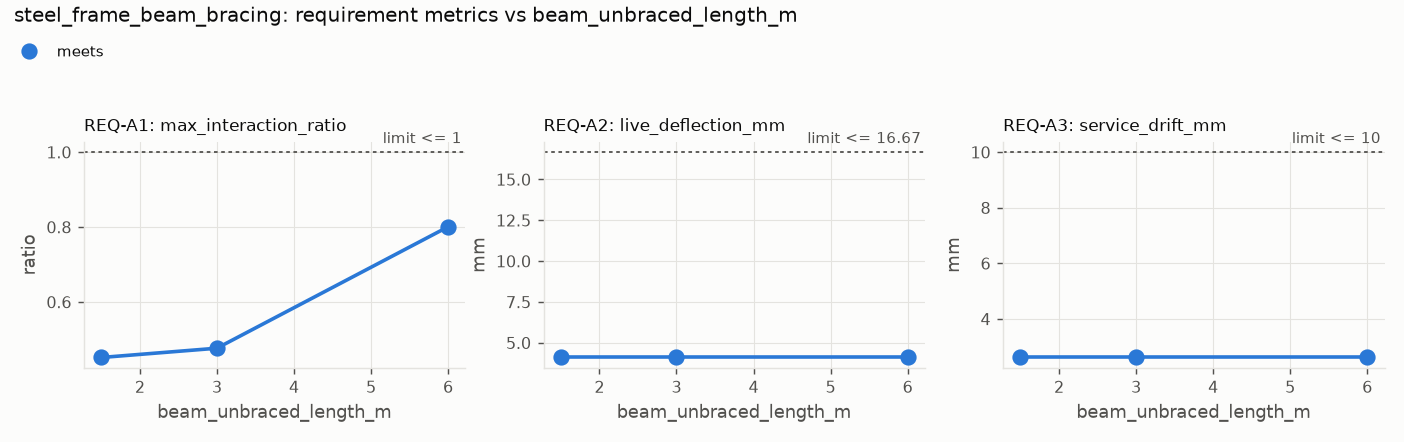 steel_frame_beam_bracing: requirement metrics vs beam_unbraced_length_m
meets
REQ-A1: max_interaction_ratio
limit <= 1
1.0
0.8
0.6
ratio
2 3 4 5 6
beam_unbraced_length_m
REQ-A2: live_deflection_mm
limit <= 16.67
15.0
12.5
10.0
7.5
5.0
mm
2 3 4 5 6
beam_unbraced_length_m
REQ-A3: service_drift_mm
limit <= 10
10
8
6
4
mm
2 3 4 5 6
beam_unbraced_length_m